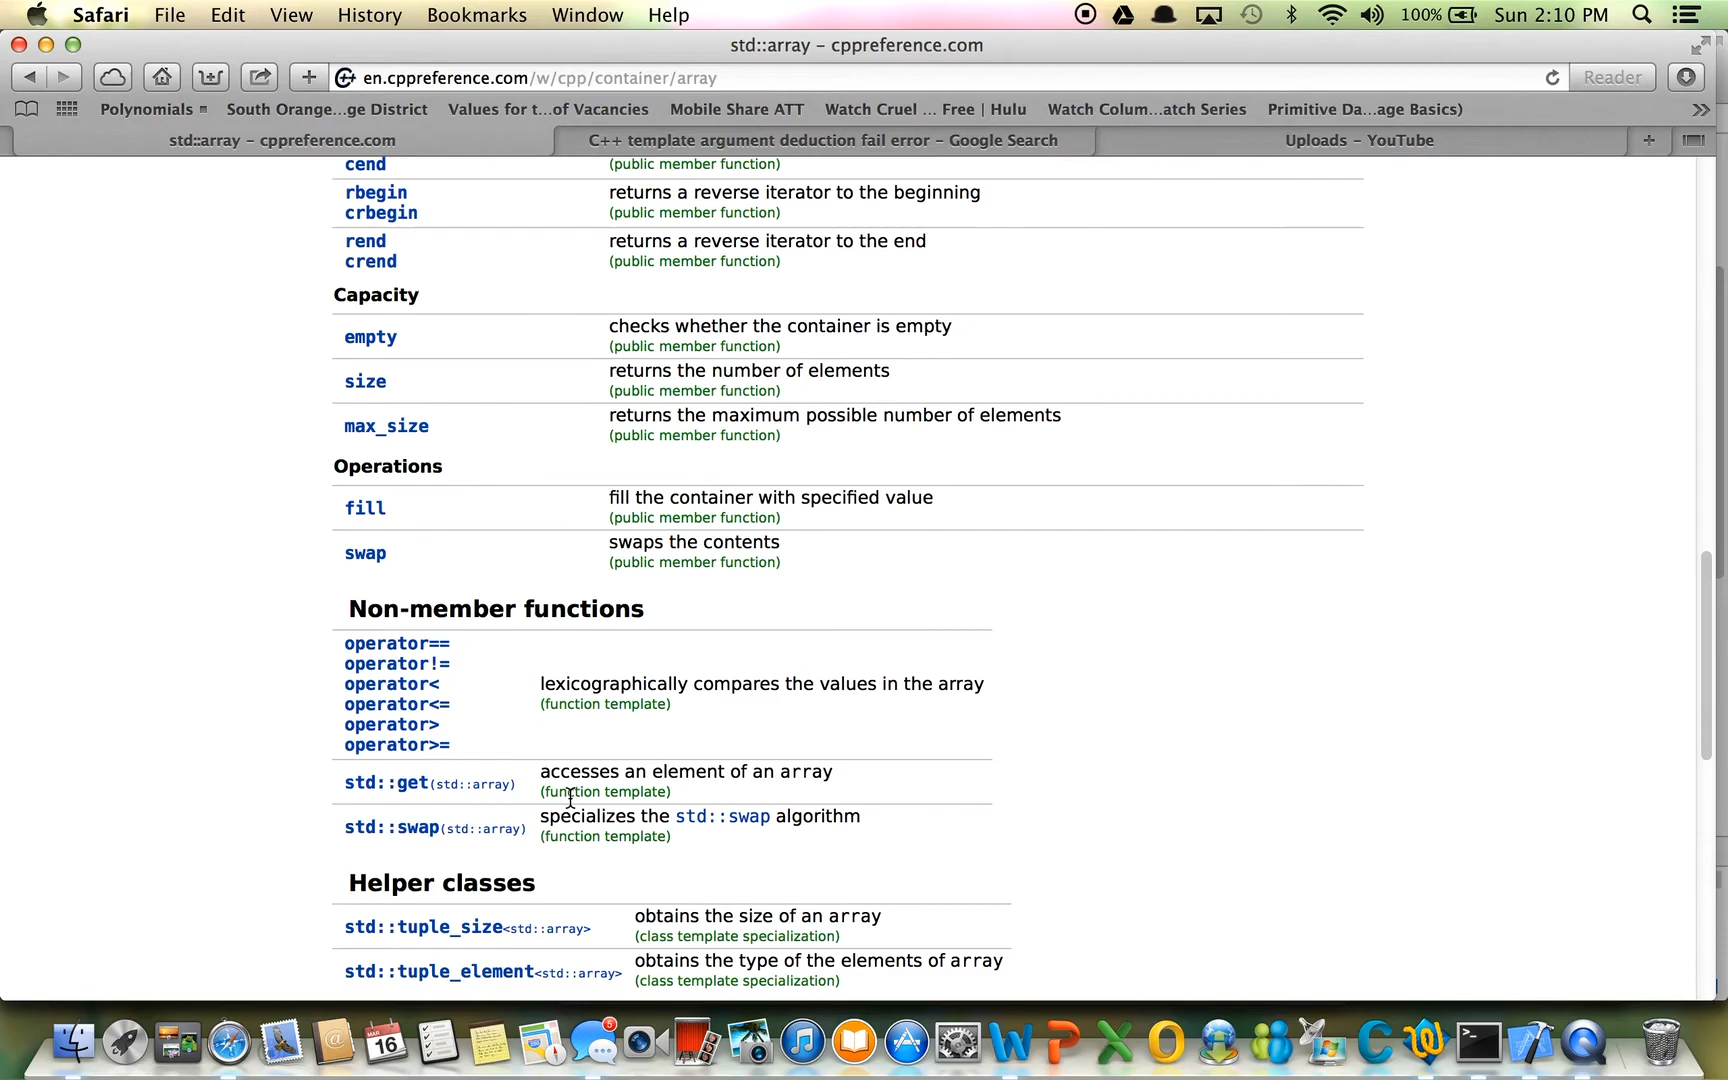 Safari File Edit View History Bookmarks Window Help 100% Sun 2:10 PM
std::array – cppreference.com
en.cppreference.com/w/cpp/container/array Reader
Polynomials South Orange...ge District Values for t...of Vacancies Mobile Share ATT Watch Cruel ... Free | Hulu Watch Colum...atch Series Primitive Da...age Basics)
std::array – cppreference.com C++ template argument deduction fail error – Google Search Uploads – YouTube
cend (public member function)
rbegin returns a reverse iterator to the beginning
crbegin (public member function)
rend returns a reverse iterator to the end
crend (public member function)
Capacity
empty checks whether the container is empty
(public member function)
size returns the number of elements
(public member function)
max_size returns the maximum possible number of elements
(public member function)
Operations
fill fill the container with specified value
(public member function)
swap swaps the contents
(public member function)
Non-member functions
operator==
operator!=
operator< lexicographically compares the values in the array
operator<= (function template)
operator>
operator>=
std::get(std::array) accesses an element of an array
(function template)
std::swap(std::array) specializes the std::swap algorithm
(function template)
Helper classes
std::tuple_size<std::array> obtains the size of an array
(class template specialization)
std::tuple_element<std::array> obtains the type of the elements of array
(class template specialization)
MAR
16
5